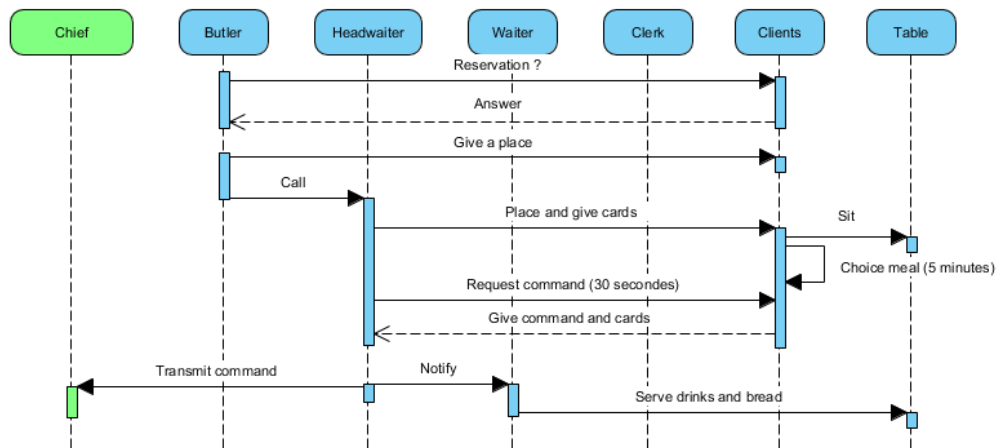 Chief
Butler
Headwaiter
Waiter
Clerk
Clients
Table
Reservation ?
Answer
Give a place
Call
Place and give cards
Sit
Choice meal (5 minutes)
Request command (30 secondes)
Give command and cards
Transmit command
Notify
Serve drinks and bread